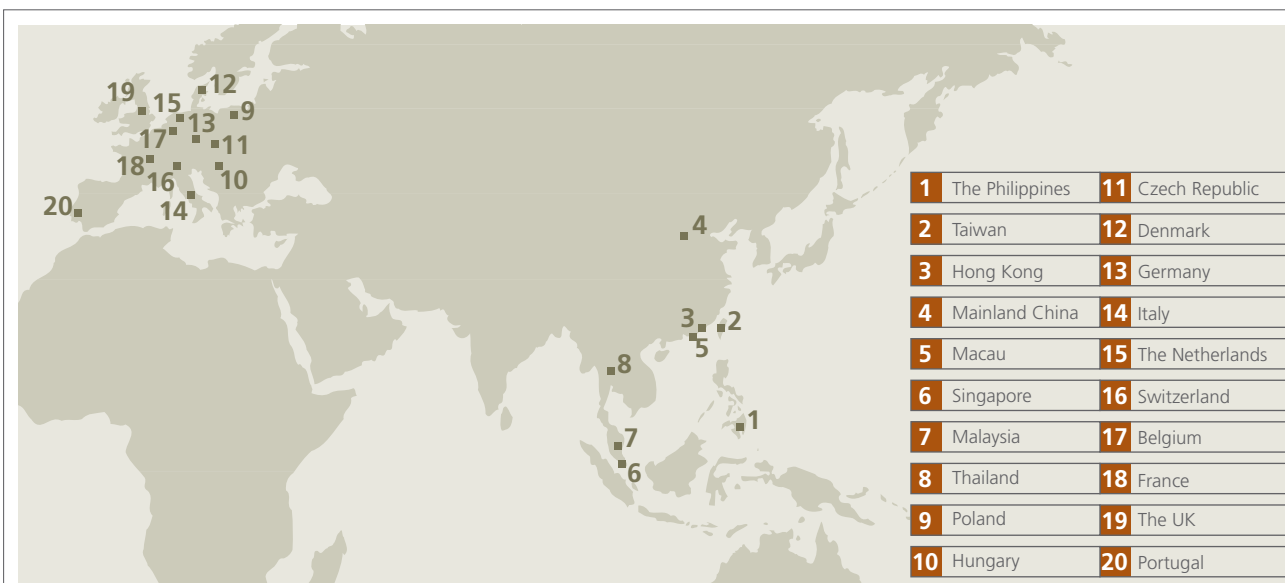 12
19
15
9
13
17
11
18
16
10
20
14
4
3
2
5
8
1
7
6
1 The Philippines
2 Taiwan
3 Hong Kong
4 Mainland China
5 Macau
6 Singapore
7 Malaysia
8 Thailand
9 Poland
10 Hungary
11 Czech Republic
12 Denmark
13 Germany
14 Italy
15 The Netherlands
16 Switzerland
17 Belgium
18 France
19 The UK
20 Portugal